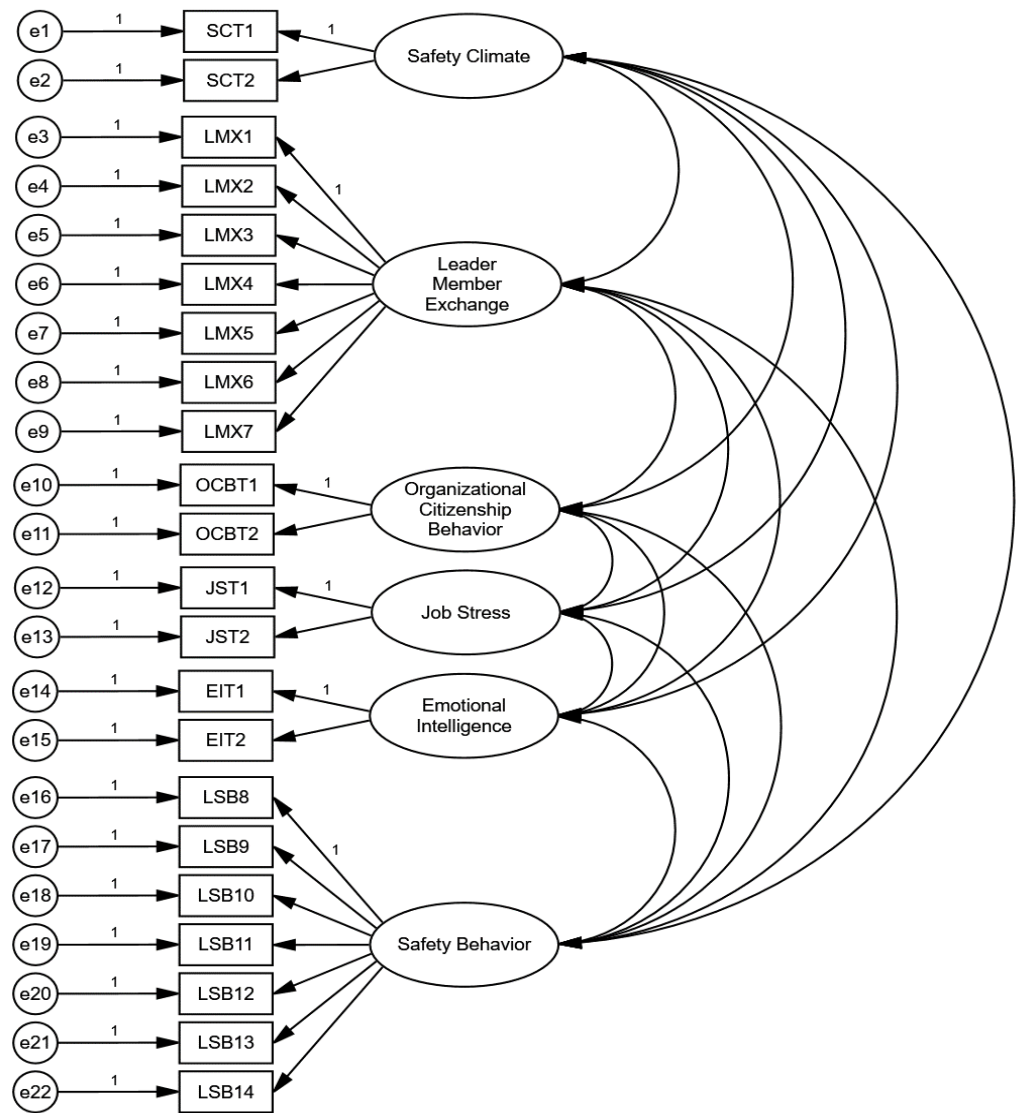 e1 1 SCT1 1 Safety Climate
e2 1 SCT2
e3 1 LMX1
e4 1 LMX2 1
e5 1 LMX3
e6 1 LMX4
Leader
Member
Exchange
e7 1 LMX5
e8 1 LMX6
e9 1 LMX7
e10 1 OCBT1 1
Organizational
Citizenship
Behavior
e11 1 OCBT2
e12 1 JST1 1
Job Stress
e13 1 JST2
e14 1 EIT1 1
Emotional
Intelligence
e15 1 EIT2
e16 1 LSB8
e17 1 LSB9 1
e18 1 LSB10
e19 1 LSB11 Safety Behavior
e20 1 LSB12
e21 1 LSB13
e22 1 LSB14